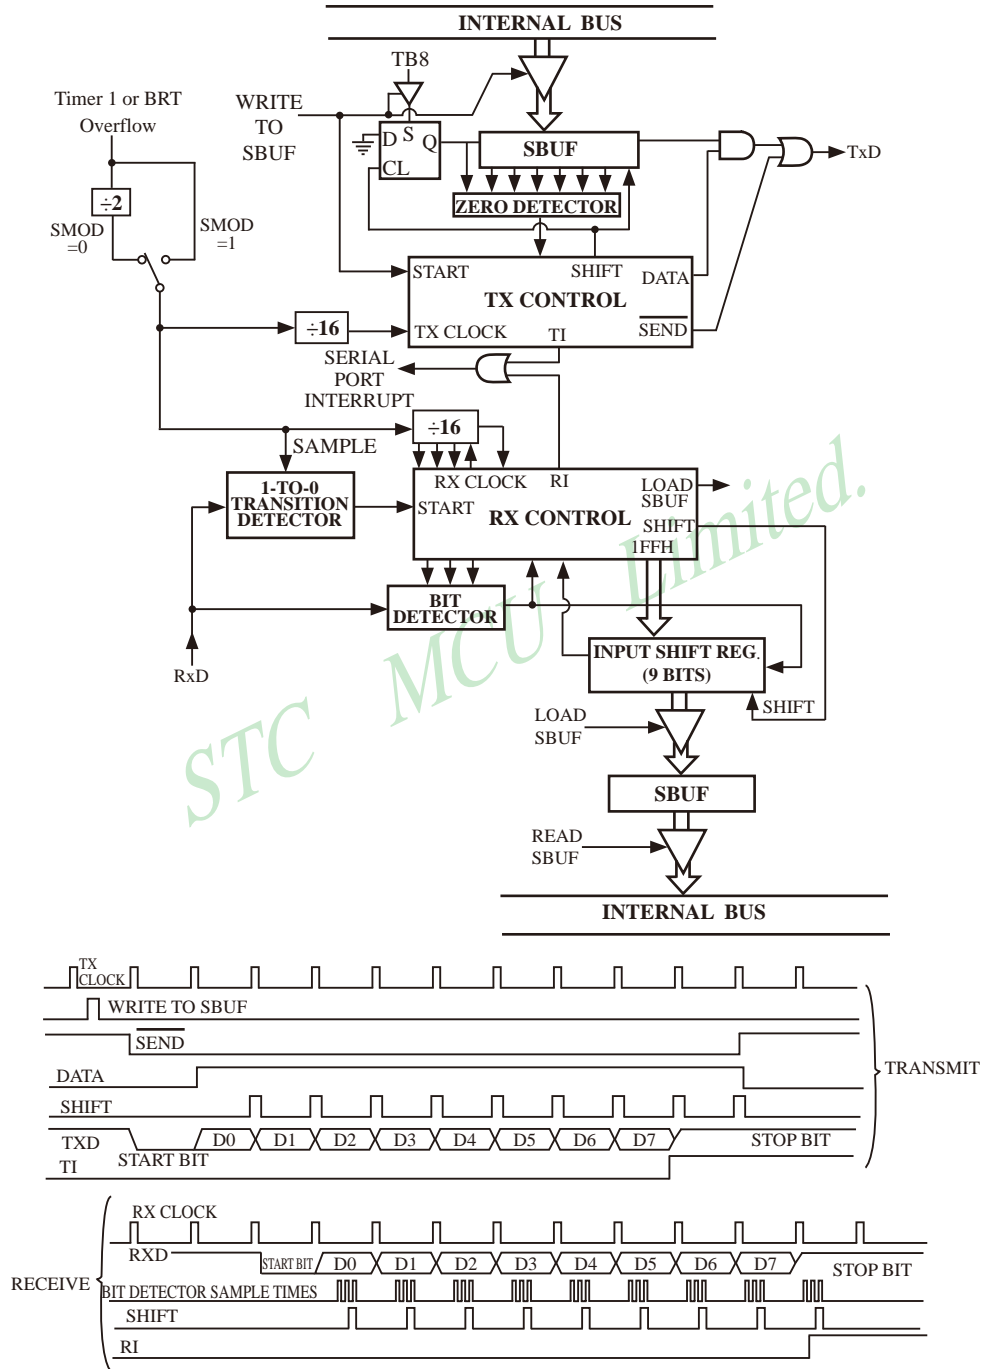 INTERNAL BUS
TB8
Timer 1 or BRT
Overflow
WRITE
TO
SBUF
D S Q
CL
SBUF
TxD
÷2
ZERO DETECTOR
SMOD
=0
SMOD
=1
START
SHIFT
DATA
TX CONTROL
÷16
TX CLOCK
TI
SEND
SERIAL
PORT
INTERRUPT
÷16
SAMPLE
RX CLOCK
RI
LOAD
SBUF
1-TO-0
TRANSITION
DETECTOR
START
RX CONTROL
SHIFT
1FFH
BIT
DETECTOR
RxD
INPUT SHIFT REG.
(9 BITS)
SHIFT
LOAD
SBUF
SBUF
READ
SBUF
INTERNAL BUS
STC MCU Limited.
TX
CLOCK
WRITE TO SBUF
SEND
DATA
TRANSMIT
SHIFT
TXD
START BIT
D0 D1 D2 D3 D4 D5 D6 D7
STOP BIT
TI
RX CLOCK
RXD
START BIT
D0 D1 D2 D3 D4 D5 D6 D7
STOP BIT
RECEIVE
BIT DETECTOR SAMPLE TIMES
SHIFT
RI